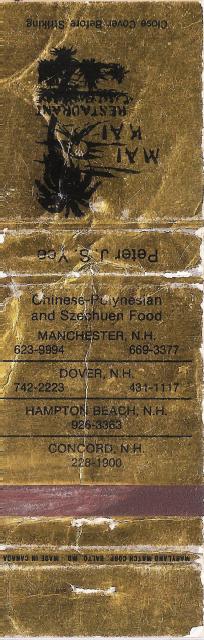 Close Cover Before Striking
MAI
KAI
RESTAURANT
Peter J. S. Yee
Chinese-Polynesian
and Szechuen Food
MANCHESTER, N.H.
623-9994 669-3377
DOVER, N.H.
742-2223 431-1117
HAMPTON BEACH, N.H.
926-3363
CONCORD, N.H.
228-1900
MARYLAND MATCH CORP. BALTO. MD. MADE IN CANADA